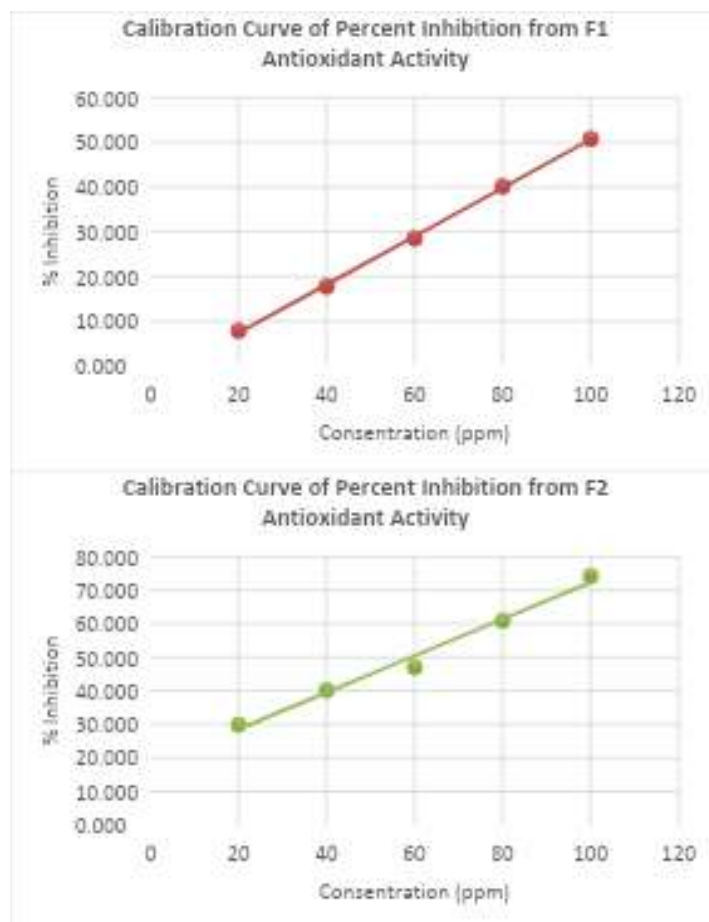 Calibration Curve of Percent Inhibition from F1
Antioxidant Activity
60.000
50.000
40.000
30.000
20.000
10.000
0.000
% Inhibition
0 20 40 60 80 100 120
Consentration (ppm)
Calibration Curve of Percent Inhibition from F2
Antioxidant Activity
80.000
70.000
60.000
50.000
40.000
30.000
20.000
10.000
0.000
% Inhibition
0 20 40 60 80 100 120
Consentration (ppm)